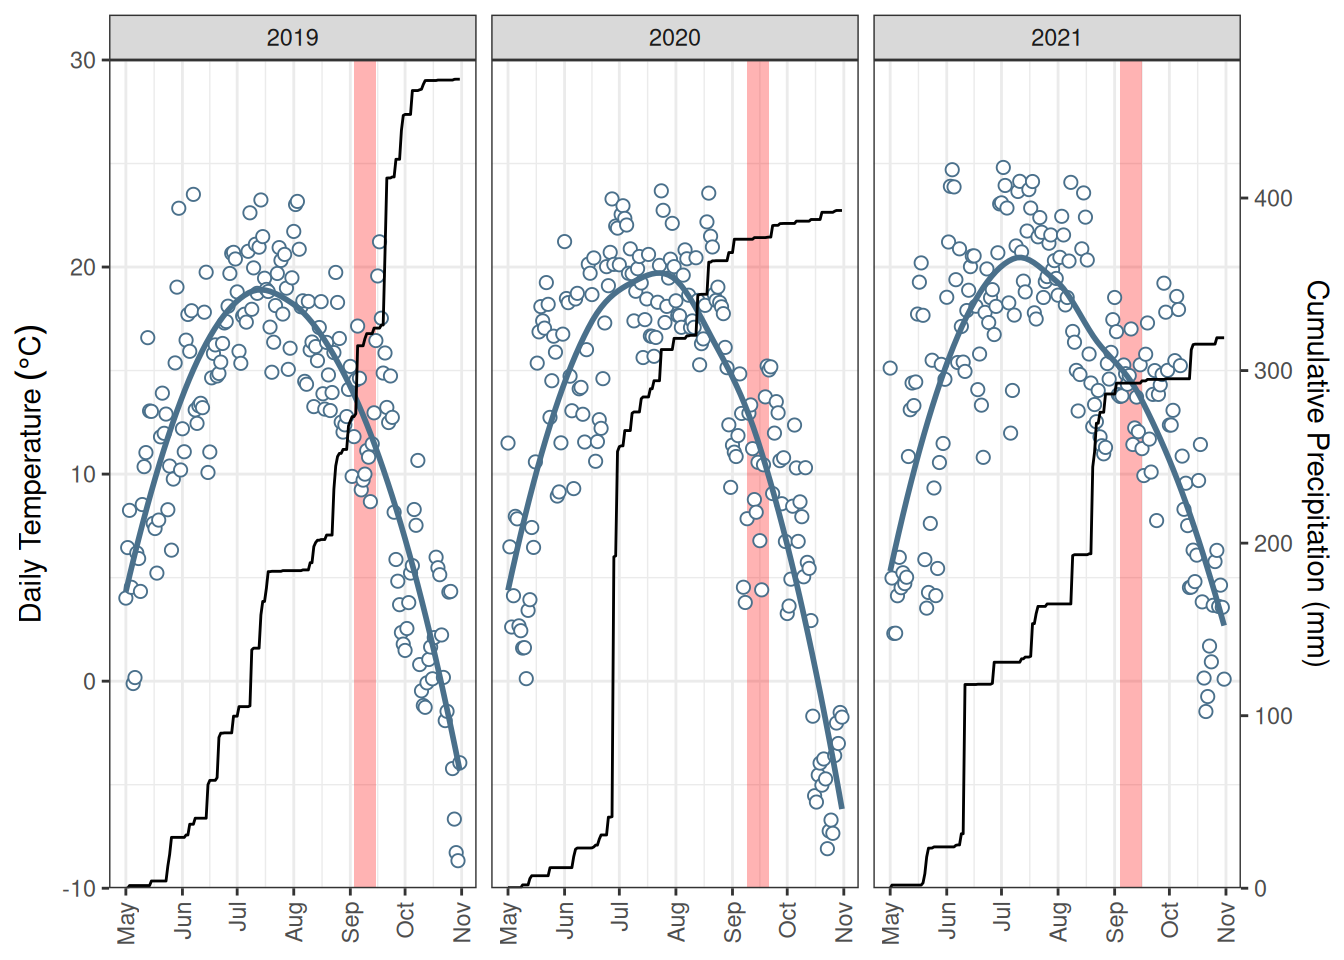 2019 2020 2021
30
20
10
0
-10
Daily Temperature (°C)
400
300
200
100
0
Cumulative Precipitation (mm)
May Jun Jul Aug Sep Oct Nov May Jun Jul Aug Sep Oct Nov May Jun Jul Aug Sep Oct Nov